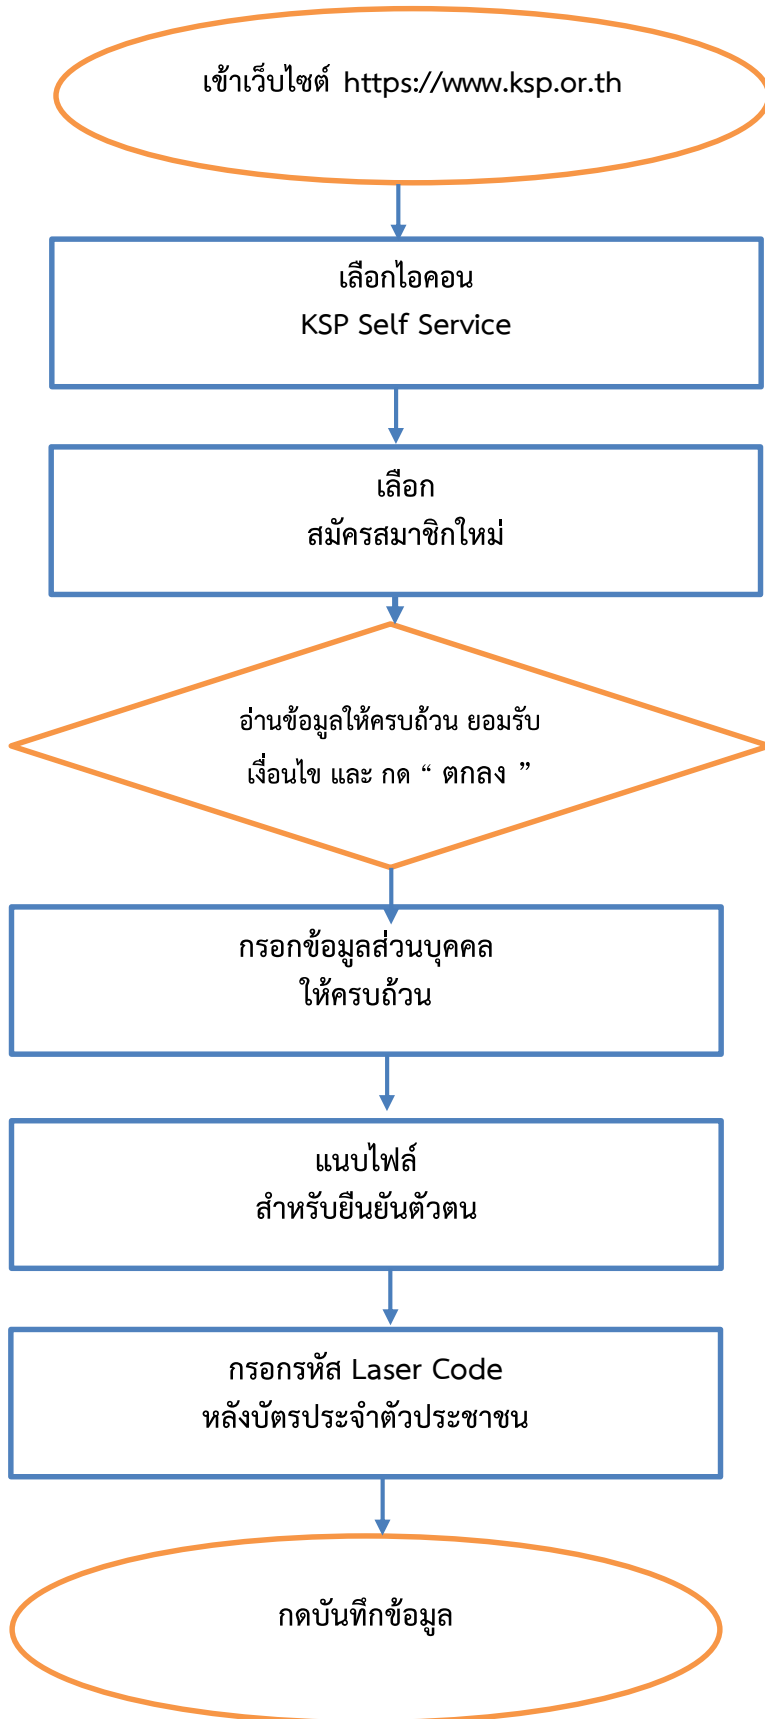 เข้าเว็บไซต์ https://www.ksp.or.th
เลือกไอคอน
KSP Self Service
เลือก
สมัครสมาชิกใหม่
อ่านข้อมูลให้ครบถ้วน ยอมรับ
เงื่อนไข และ กด “ ตกลง ”
กรอกข้อมูลส่วนบุคคล
ให้ครบถ้วน
แนบไฟล์
สำหรับยืนยันตัวตน
กรอกรหัส Laser Code
หลังบัตรประจำตัวประชาชน
กดบันทึกข้อมูล